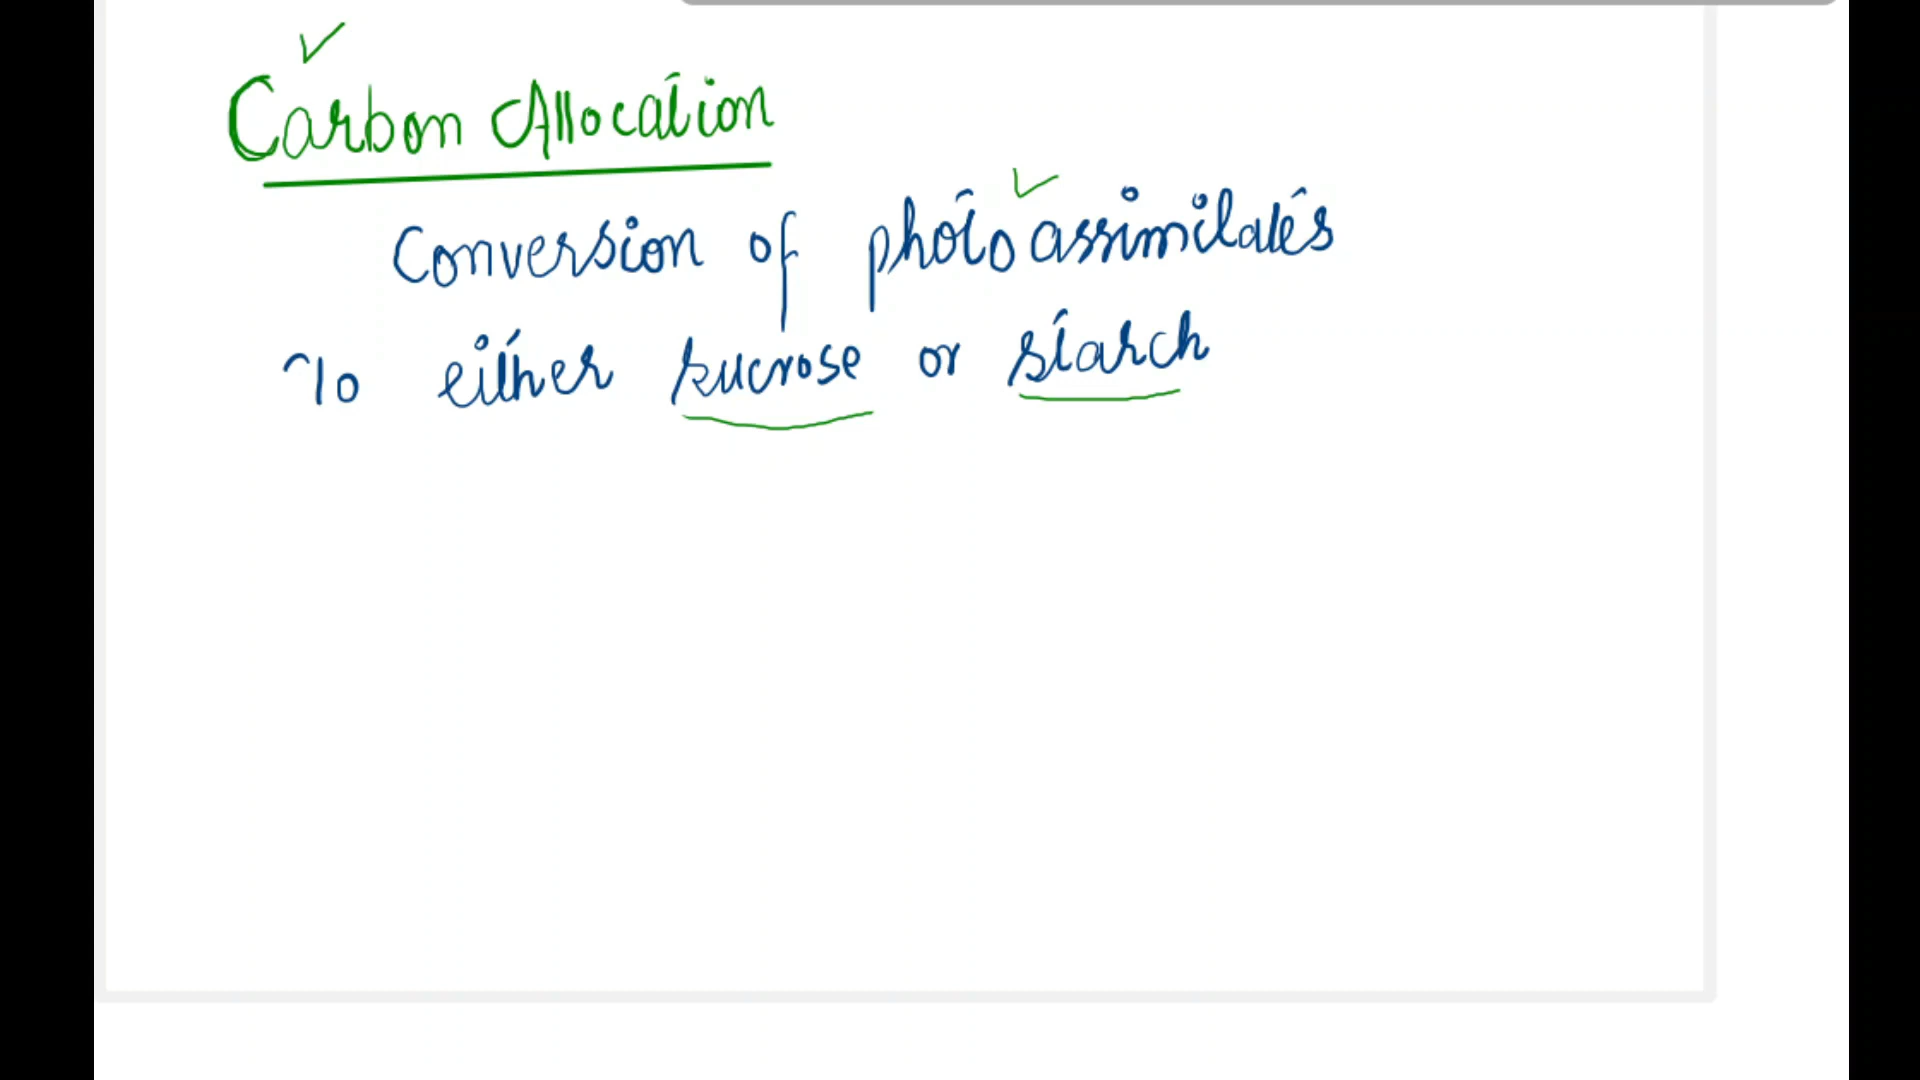 Carbon Allocation
Conversion of photoassimilates
To either sucrose or starch